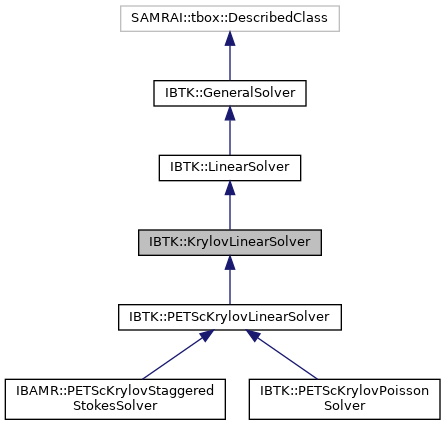 SAMRAI::tbox::DescribedClass
IBTK::GeneralSolver
IBTK::LinearSolver
IBTK::KrylovLinearSolver
IBTK::PETScKrylovLinearSolver
IBAMR::PETScKrylovStaggered
StokesSolver
IBTK::PETScKrylovPoisson
Solver